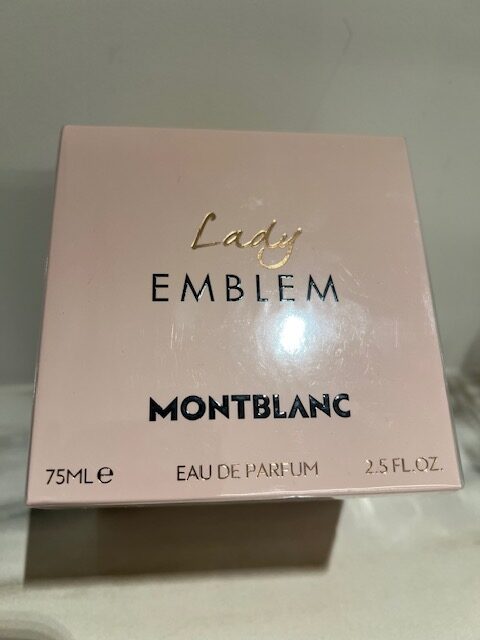 Lady
EMBLEM
MONTBLANC
75ML ℮ EAU DE PARFUM 2.5 FL.OZ.